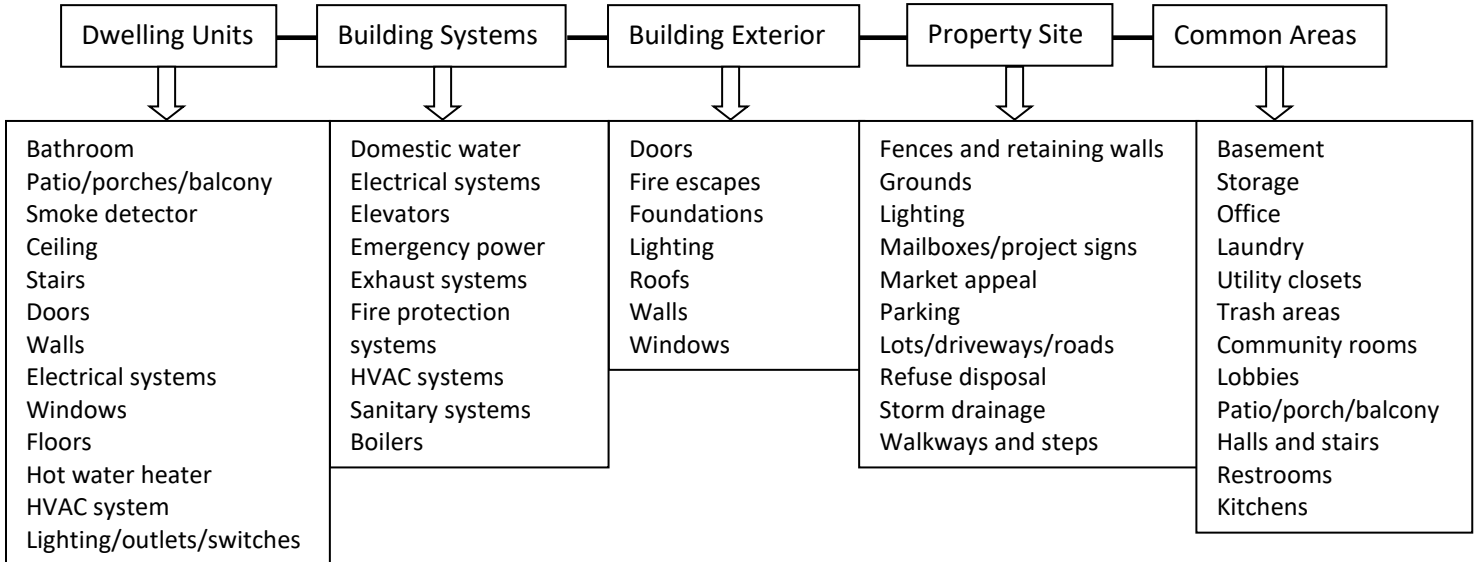 Dwelling Units
Building Systems
Building Exterior
Property Site
Common Areas
Bathroom
Patio/porches/balcony
Smoke detector
Ceiling
Stairs
Doors
Walls
Electrical systems
Windows
Floors
Hot water heater
HVAC system
Lighting/outlets/switches
Domestic water
Electrical systems
Elevators
Emergency power
Exhaust systems
Fire protection
systems
HVAC systems
Sanitary systems
Boilers
Doors
Fire escapes
Foundations
Lighting
Roofs
Walls
Windows
Fences and retaining walls
Grounds
Lighting
Mailboxes/project signs
Market appeal
Parking
Lots/driveways/roads
Refuse disposal
Storm drainage
Walkways and steps
Basement
Storage
Office
Laundry
Utility closets
Trash areas
Community rooms
Lobbies
Patio/porch/balcony
Halls and stairs
Restrooms
Kitchens